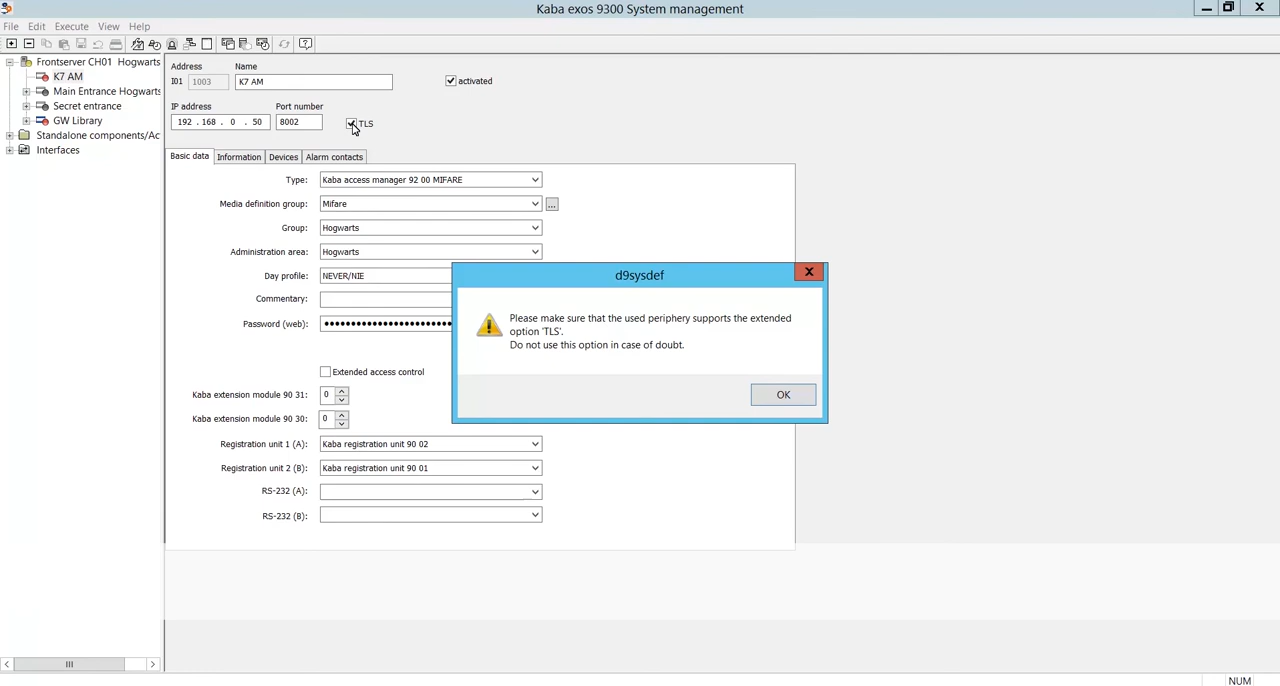 Kaba exos 9300 System management
File Edit Execute View Help
Frontserver CH01 Hogwarts
K7 AM
Main Entrance Hogwarts
Secret entrance
GW Library
Standalone components/Ac
Interfaces
Address Name
I01 1003 K7 AM activated
IP address Port number
192 . 168 . 0 . 50 8002 TLS
Basic data Information Devices Alarm contacts
Type: Kaba access manager 92 00 MIFARE
Media definition group: Mifare ...
Group: Hogwarts
Administration area: Hogwarts
Day profile: NEVER/NIE
Commentary:
Password (web): ●●●●●●●●●●●●●●●●●●●●●●●●
Extended access control
Kaba extension module 90 31: 0
Kaba extension module 90 30: 0
Registration unit 1 (A): Kaba registration unit 90 02
Registration unit 2 (B): Kaba registration unit 90 01
RS-232 (A):
RS-232 (B):
d9sysdef
Please make sure that the used periphery supports the extended
option 'TLS'.
Do not use this option in case of doubt.
OK
NUM